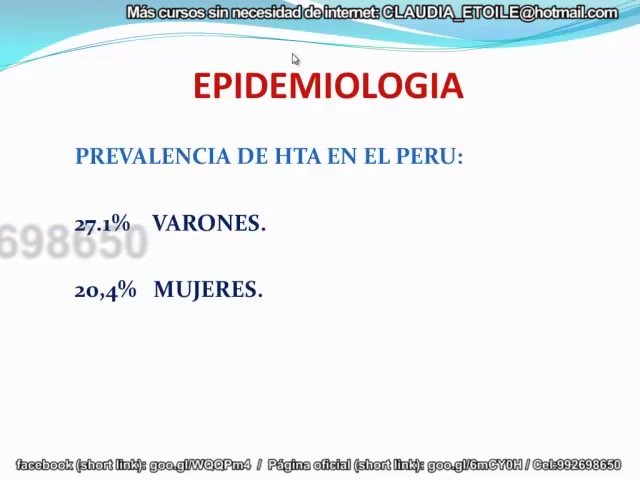 Más cursos sin necesidad de internet: CLAUDIA_ETOILE@hotmail.com
EPIDEMIOLOGIA
PREVALENCIA DE HTA EN EL PERU:
27.1% VARONES.
698650
20,4% MUJERES.
facebook (short link): goo.gl/WQQPm4 / Página oficial (short link): goo.gl/6mCY0H / Cel:992698650